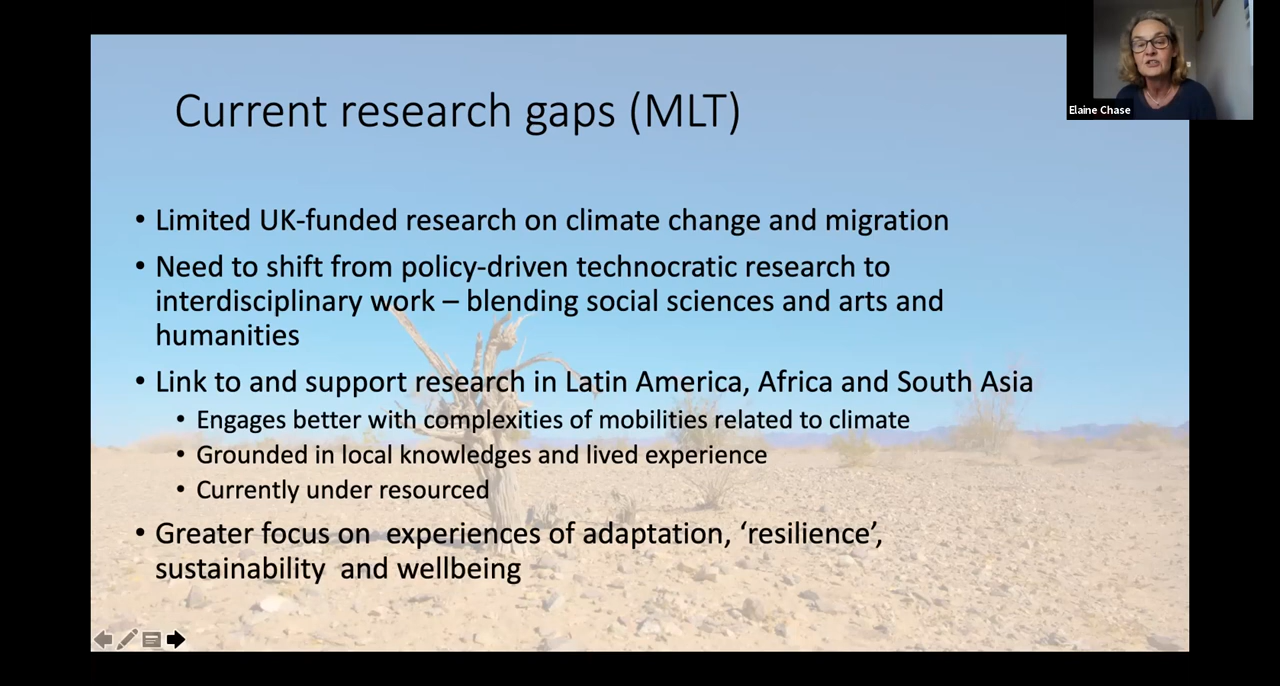 Current research gaps (MLT)
• Limited UK-funded research on climate change and migration
• Need to shift from policy-driven technocratic research to
interdisciplinary work – blending social sciences and arts and
humanities
• Link to and support research in Latin America, Africa and South Asia
• Engages better with complexities of mobilities related to climate
• Grounded in local knowledges and lived experience
• Currently under resourced
• Greater focus on  experiences of adaptation, ‘resilience’,
sustainability  and wellbeing
Elaine Chase